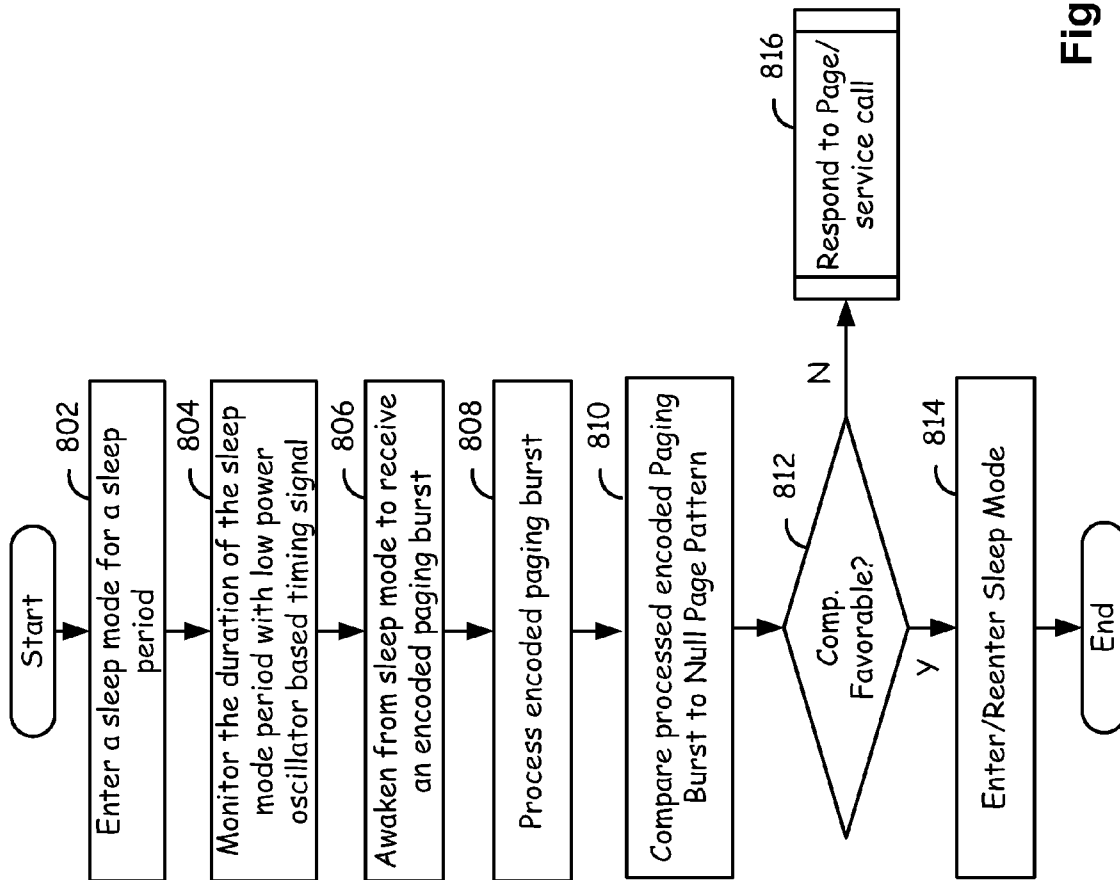 Start
802
Enter a sleep mode for a sleep
period
804
Monitor the duration of the sleep
mode period with low power
oscillator based timing signal
806
Awaken from sleep mode to receive
an encoded paging burst
808
Process encoded paging burst
810
Compare processed encoded Paging
Burst to Null Page Pattern
812
Comp.
Favorable?
N
816
Respond to Page/
service call
Y
814
Enter/Reenter Sleep Mode
End
Fig